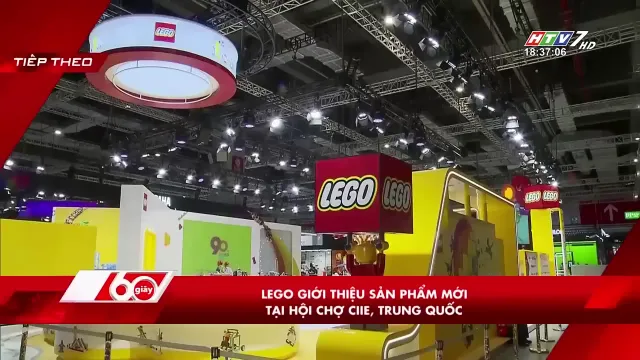 TIẾP THEO
HTV7 HD
18:37:06
LEGO
LEGO
LEGO
LEGO LEGO
90
60 giây
LEGO GIỚI THIỆU SẢN PHẨM MỚI
TẠI HỘI CHỢ CIIE, TRUNG QUỐC